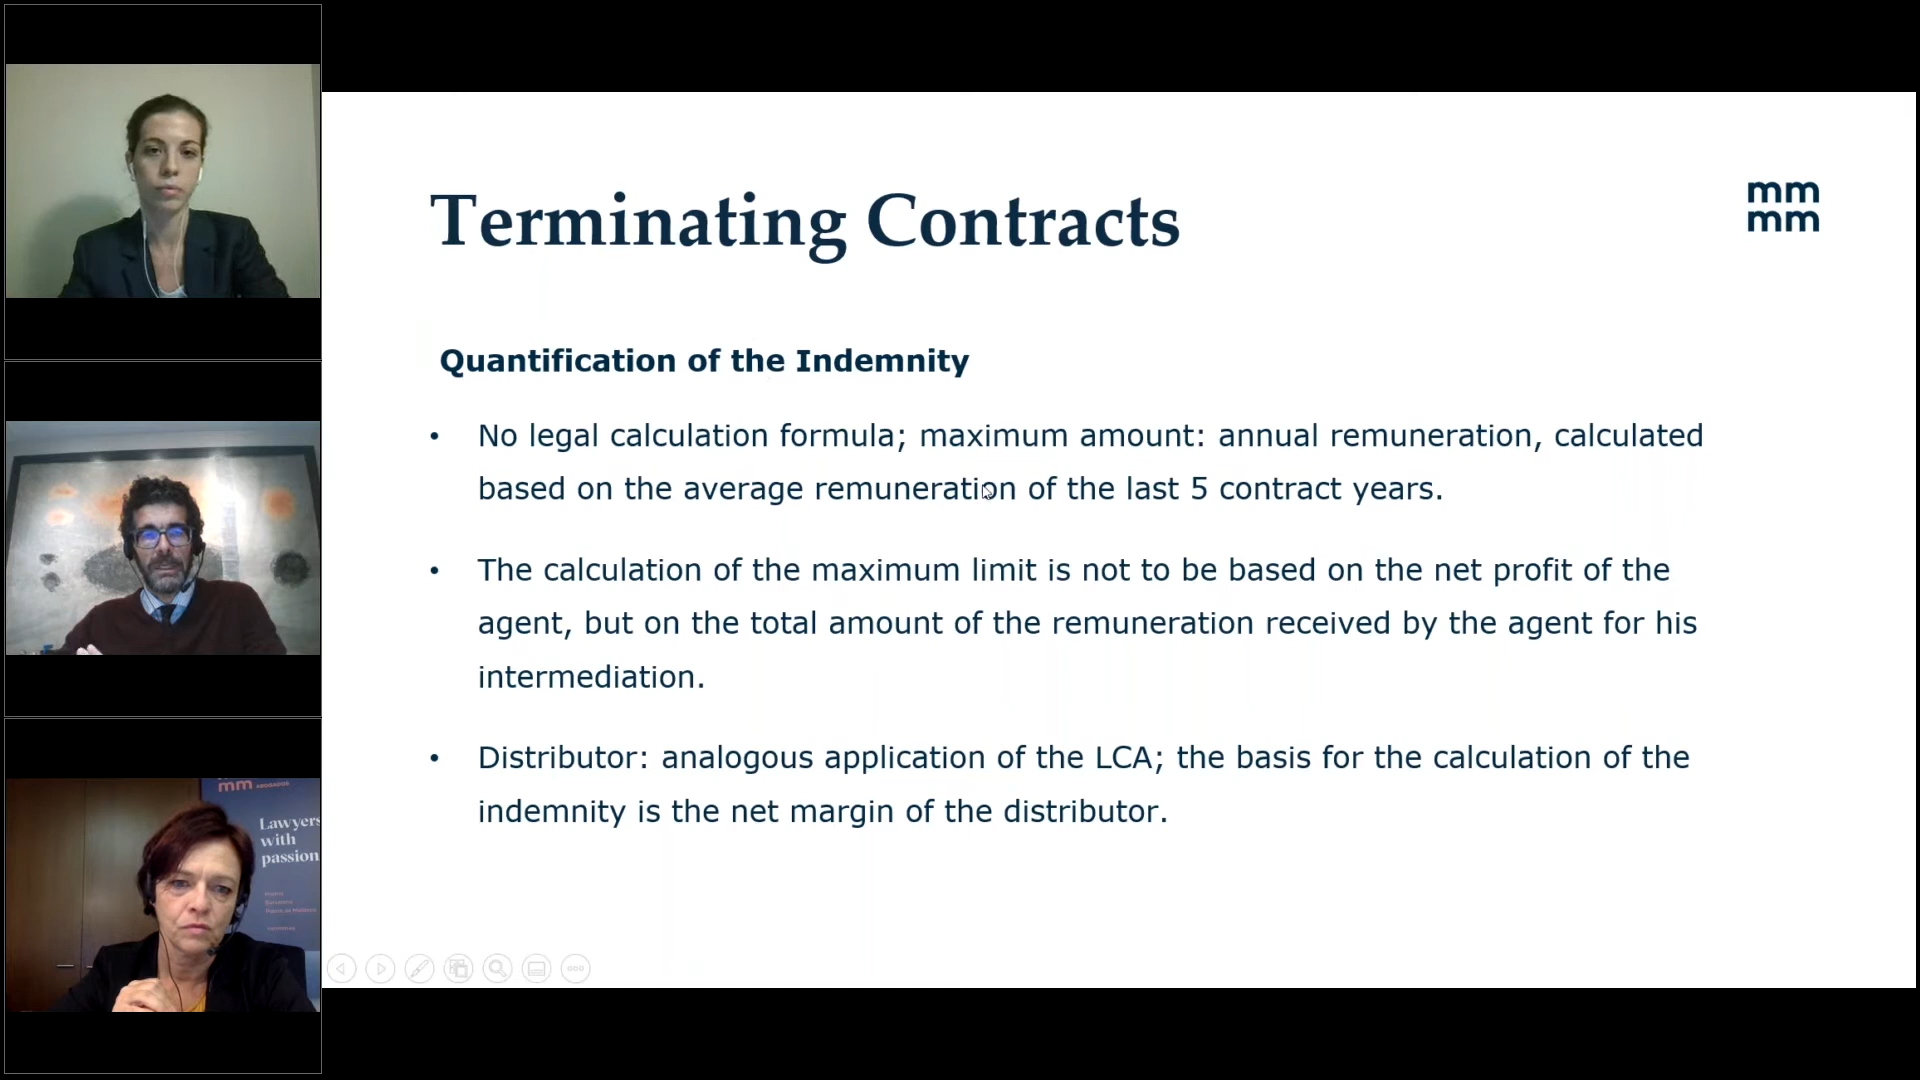 Terminating Contracts
mm
mm
Quantification of the Indemnity
• No legal calculation formula; maximum amount: annual remuneration, calculated
based on the average remuneration of the last 5 contract years.
• The calculation of the maximum limit is not to be based on the net profit of the
agent, but on the total amount of the remuneration received by the agent for his
intermediation.
• Distributor: analogous application of the LCA; the basis for the calculation of the
indemnity is the net margin of the distributor.
mm ABOGADOS
Lawyers
with
passion